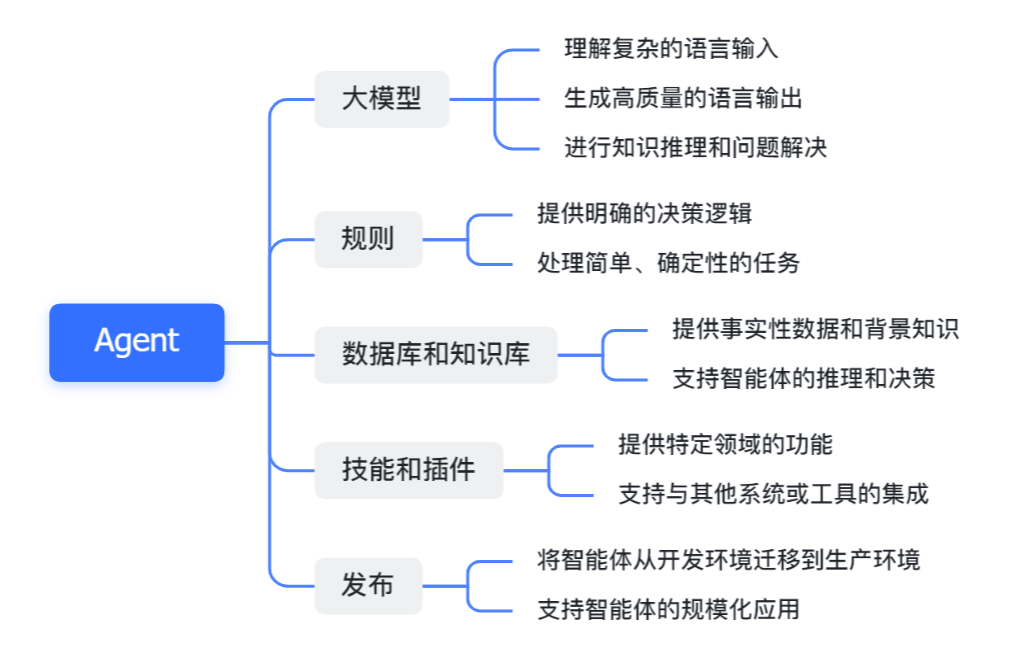 Agent
大模型
理解复杂的语言输入
生成高质量的语言输出
进行知识推理和问题解决
规则
提供明确的决策逻辑
处理简单、确定性的任务
数据库和知识库
提供事实性数据和背景知识
支持智能体的推理和决策
技能和插件
提供特定领域的功能
支持与其他系统或工具的集成
发布
将智能体从开发环境迁移到生产环境
支持智能体的规模化应用